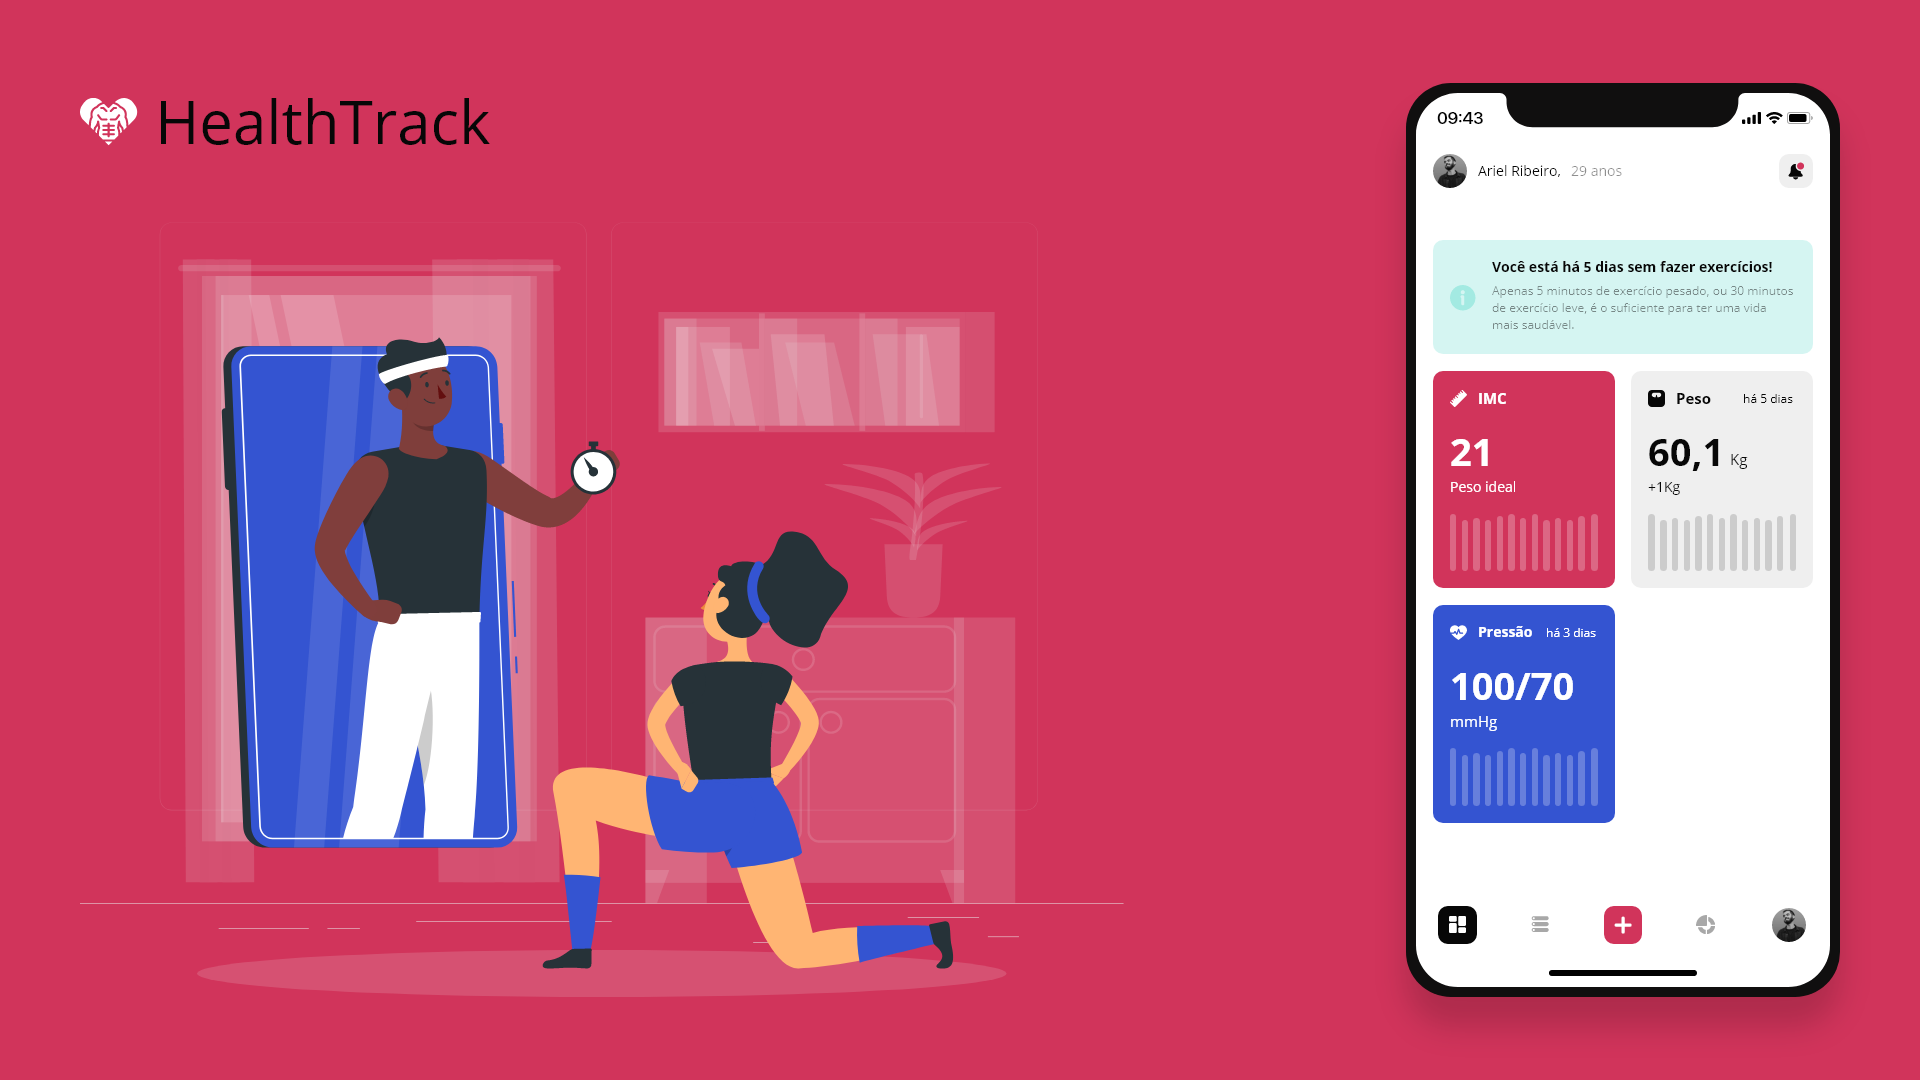 HealthTrack
09:43
Ariel Ribeiro, 29 anos
Você está há 5 dias sem fazer exercícios!
Apenas 5 minutos de exercício pesado, ou 30 minutos
de exercício leve, é o suficiente para ter uma vida
mais saudável.
IMC
21
Peso ideal
Peso há 5 dias
60,1 Kg
+1Kg
Pressão há 3 dias
100/70
mmHg